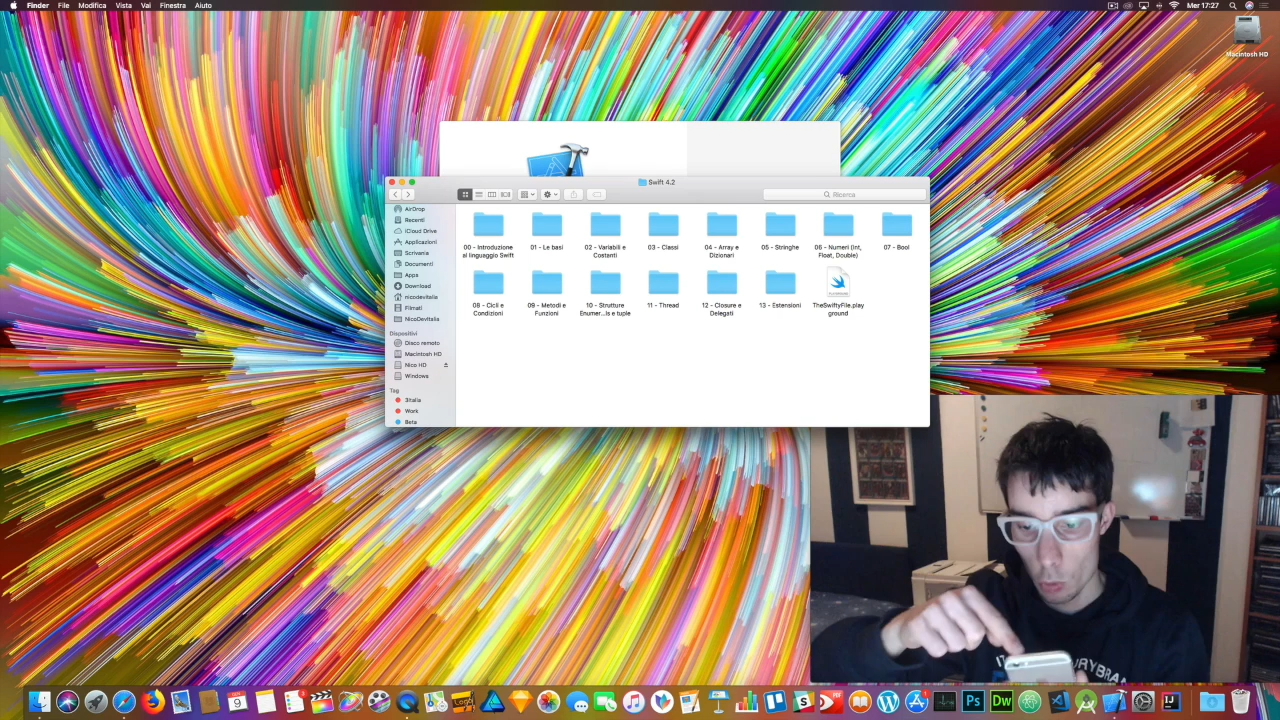 Finder File Modifica Vista Vai Finestra Aiuto
Mer 17:27
Macintosh HD
Swift 4.2
Ricerca
AirDrop
Recenti
iCloud Drive
Applicazioni
Scrivania
Documenti
Apps
Download
nicodevitalia
Filmati
NicoDevitalia
Dispositivi
Disco remoto
Macintosh HD
Nico HD
Windows
Tag
3Italia
Work
Beta
00 - Introduzione
al linguaggio Swift
01 - Le basi
02 - Variabili e
Costanti
03 - Classi
04 - Array e
Dizionari
05 - Stringhe
06 - Numeri (Int,
Float, Double)
07 - Bool
08 - Cicli e
Condizioni
09 - Metodi e
Funzioni
10 - Strutture
Enumer...ls e tuple
11 - Thread
12 - Closure e
Delegati
13 - Estensioni
TheSwiftyFile.play
ground
Ps
Dw